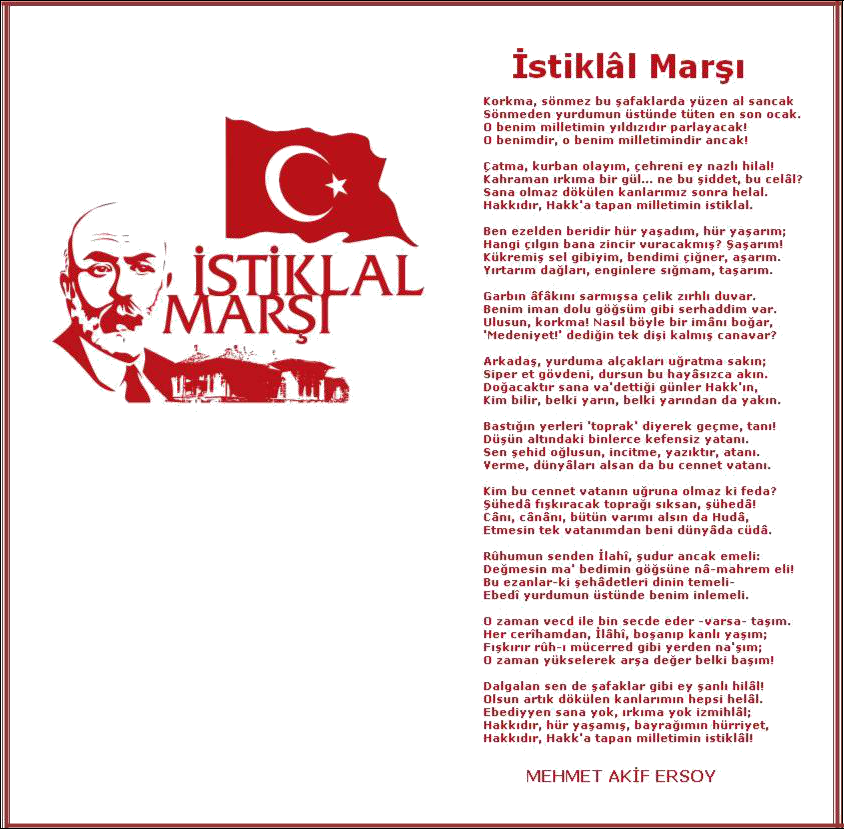 İSTİKLAL
MARŞI
İstiklâl Marşı
Korkma, sönmez bu şafaklarda yüzen al sancak
Sönmeden yurdumun üstünde tüten en son ocak.
O benim milletimin yıldızıdır parlayacak!
O benimdir, o benim milletimindir ancak!
Çatma, kurban olayım, çehreni ey nazlı hilal!
Kahraman ırkıma bir gül... ne bu şiddet, bu celâl?
Sana olmaz dökülen kanlarımız sonra helal.
Hakkıdır, Hakk'a tapan milletimin istiklal.
Ben ezelden beridir hür yaşadım, hür yaşarım;
Hangi çılgın bana zincir vuracakmış? Şaşarım!
Kükremiş sel gibiyim, bendimi çiğner, aşarım.
Yırtarım dağları, enginlere sığmam, taşarım.
Garbın âfâkını sarmışsa çelik zırhlı duvar.
Benim iman dolu göğsüm gibi serhaddim var.
Ulusun, korkma! Nasıl böyle bir imânı boğar,
'Medeniyet!' dediğin tek dişi kalmış canavar?
Arkadaş, yurduma alçakları uğratma sakın;
Siper et gövdeni, dursun bu hayâsızca akın.
Doğacaktır sana va'dettiği günler Hakk'ın,
Kim bilir, belki yarın, belki yarından da yakın.
Bastığın yerleri 'toprak' diyerek geçme, tanı!
Düşün altındaki binlerce kefensiz yatanı.
Sen şehid oğlusun, incitme, yazıktır, atanı.
Verme, dünyâları alsan da bu cennet vatanı.
Kim bu cennet vatanın uğruna olmaz ki feda?
Şühedâ fışkıracak toprağı sıksan, şühedâ!
Cânı, cânânı, bütün varımı alsın da Hudâ,
Etmesin tek vatanımdan beni dünyâda cüdâ.
Rûhumun senden İlahî, şudur ancak emeli:
Değmesin ma' bedimin göğsüne nâ-mahrem eli!
Bu ezanlar-ki şehâdetleri dinin temeli-
Ebedî yurdumun üstünde benim inlemeli.
O zaman vecd ile bin secde eder -varsa- taşım.
Her cerîhamdan, İlâhî, boşanıp kanlı yaşım;
Fışkırır rûh-ı mücerred gibi yerden na'şım;
O zaman yükselerek arşa değer belki başım!
Dalgalan sen de şafaklar gibi ey şanlı hilâl!
Olsun artık dökülen kanlarımın hepsi helâl.
Ebediyyen sana yok, ırkıma yok izmihlâl;
Hakkıdır, hür yaşamış, bayrağımın hürriyet,
Hakkıdır, Hakk'a tapan milletimin istiklâl!
MEHMET AKİF ERSOY